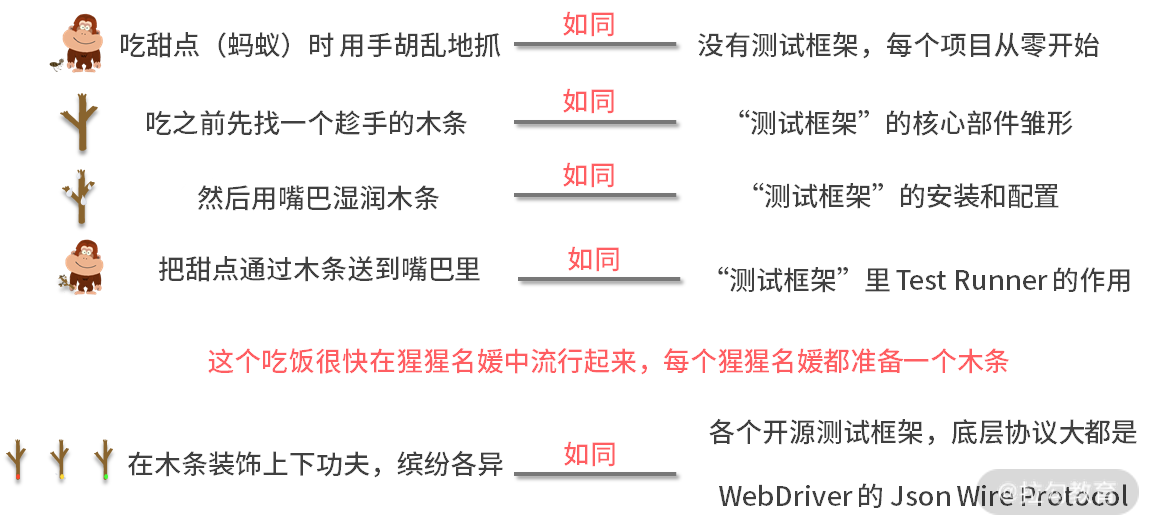 吃甜点（蚂蚁）时用手胡乱地抓 如同 没有测试框架，每个项目从零开始
吃之前先找一个趁手的木条 如同 “测试框架”的核心部件雏形
然后用嘴巴湿润木条 如同 “测试框架”的安装和配置
把甜点通过木条送到嘴巴里 如同 “测试框架”里 Test Runner 的作用
这个吃饭很快在猩猩名媛中流行起来，每个猩猩名媛都准备一个木条
在木条装饰上下功夫，缤纷各异 如同 各个开源测试框架，底层协议大都是
WebDriver 的 Json Wire Protocol
@拉勾教育